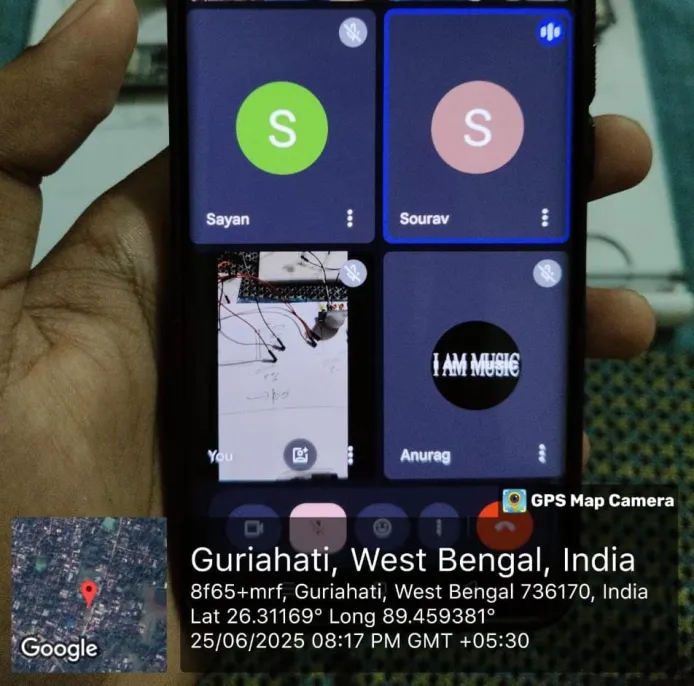 S
S
Sayan
Sourav
You
I AM MUSIC
Anurag
GPS Map Camera
Guriahati, West Bengal, India
8f65+mrf, Guriahati, West Bengal 736170, India
Lat 26.31169° Long 89.459381°
25/06/2025 08:17 PM GMT +05:30
Google